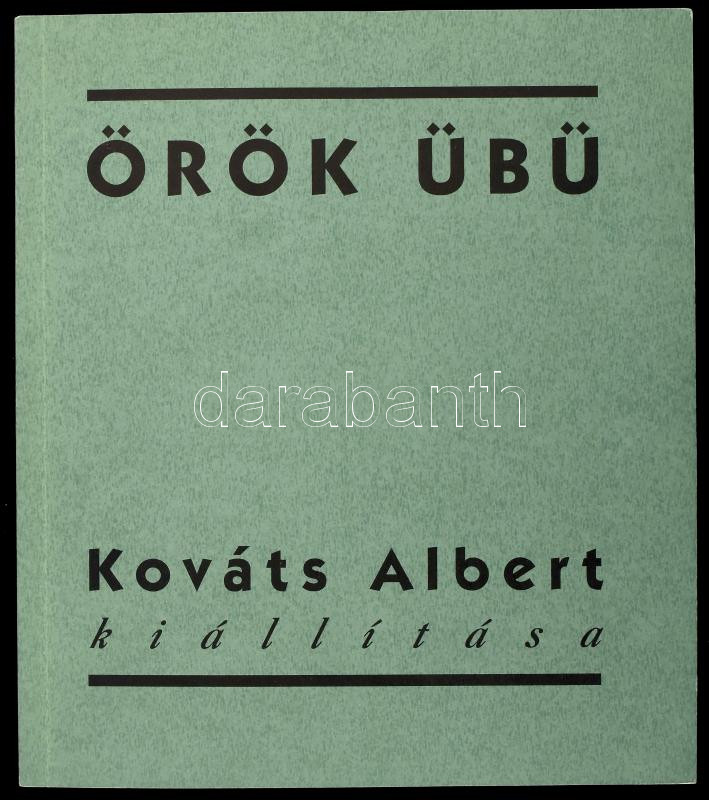 ÖRÖK ÜBÜ
darabanth
Kováts Albert
kiállítása